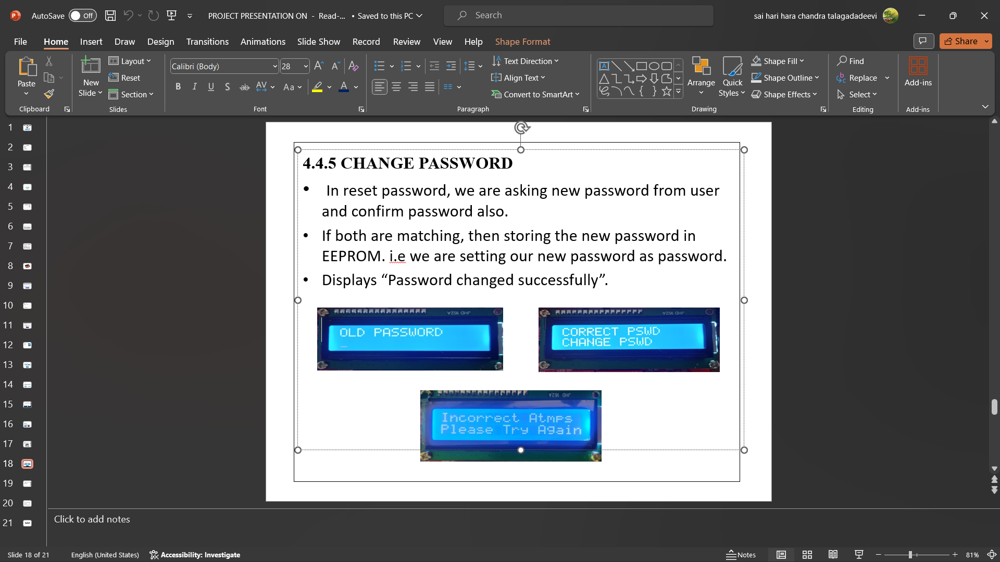 AutoSave Off PROJECT PRESENTATION ON - Read-... • Saved to this PC Search sai hari hara chandra talagadadeevi
File Home Insert Draw Design Transitions Animations Slide Show Record Review View Help Shape Format Share
Paste
Clipboard
New
Slide
Layout
Reset
Section
Slides
Calibri (Body) 28
Font
Paragraph
Text Direction
Align Text
Convert to SmartArt
Arrange
Quick
Styles
Shape Fill
Shape Outline
Shape Effects
Drawing
Find
Replace
Select
Editing
Add-ins
Add-ins
1
2
3
4
5
6
7
8
9
10
11
12
13
14
15
16
17
18
19
20
21
4.4.5 CHANGE PASSWORD
• In reset password, we are asking new password from user
and confirm password also.
• If both are matching, then storing the new password in
EEPROM. i.e we are setting our new password as password.
• Displays “Password changed successfully”.
JHD 162A
OLD PASSWORD
JHD 162A
CORRECT PSWD
CHANGE PSWD
JHD 162A
Incorrect Atmps
Please Try Again
Click to add notes
Slide 18 of 21 English (United States) Accessibility: Investigate Notes 81%